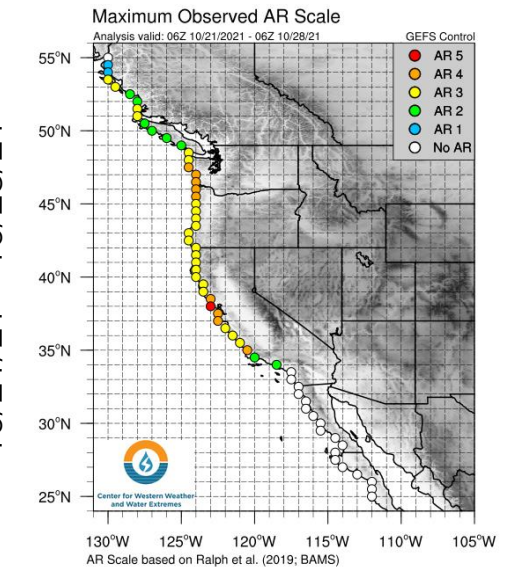 Maximum Observed AR Scale
Analysis valid: 06Z 10/21/2021 - 06Z 10/28/21
GEFS Control
AR 5
AR 4
AR 3
AR 2
AR 1
No AR
55°N
50°N
45°N
40°N
35°N
30°N
25°N
Center for Western Weather
and Water Extremes
130°W 125°W 120°W 115°W 110°W 105°W
AR Scale based on Ralph et al. (2019; BAMS)